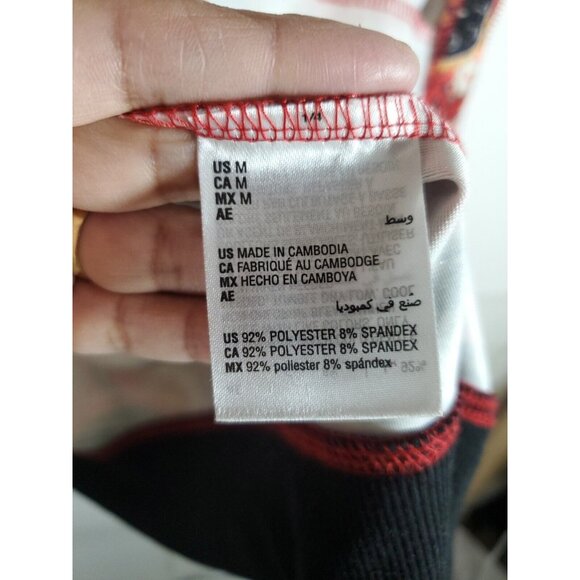 US M
CA M
MX M
AE
وسط
US MADE IN CAMBODIA
CA FABRIQUÉ AU CAMBODGE
MX HECHO EN CAMBOYA
AE
صنع في كمبوديا
US 92% POLYESTER 8% SPANDEX
CA 92% POLYESTER 8% SPANDEX
MX 92% poliester 8% spándex